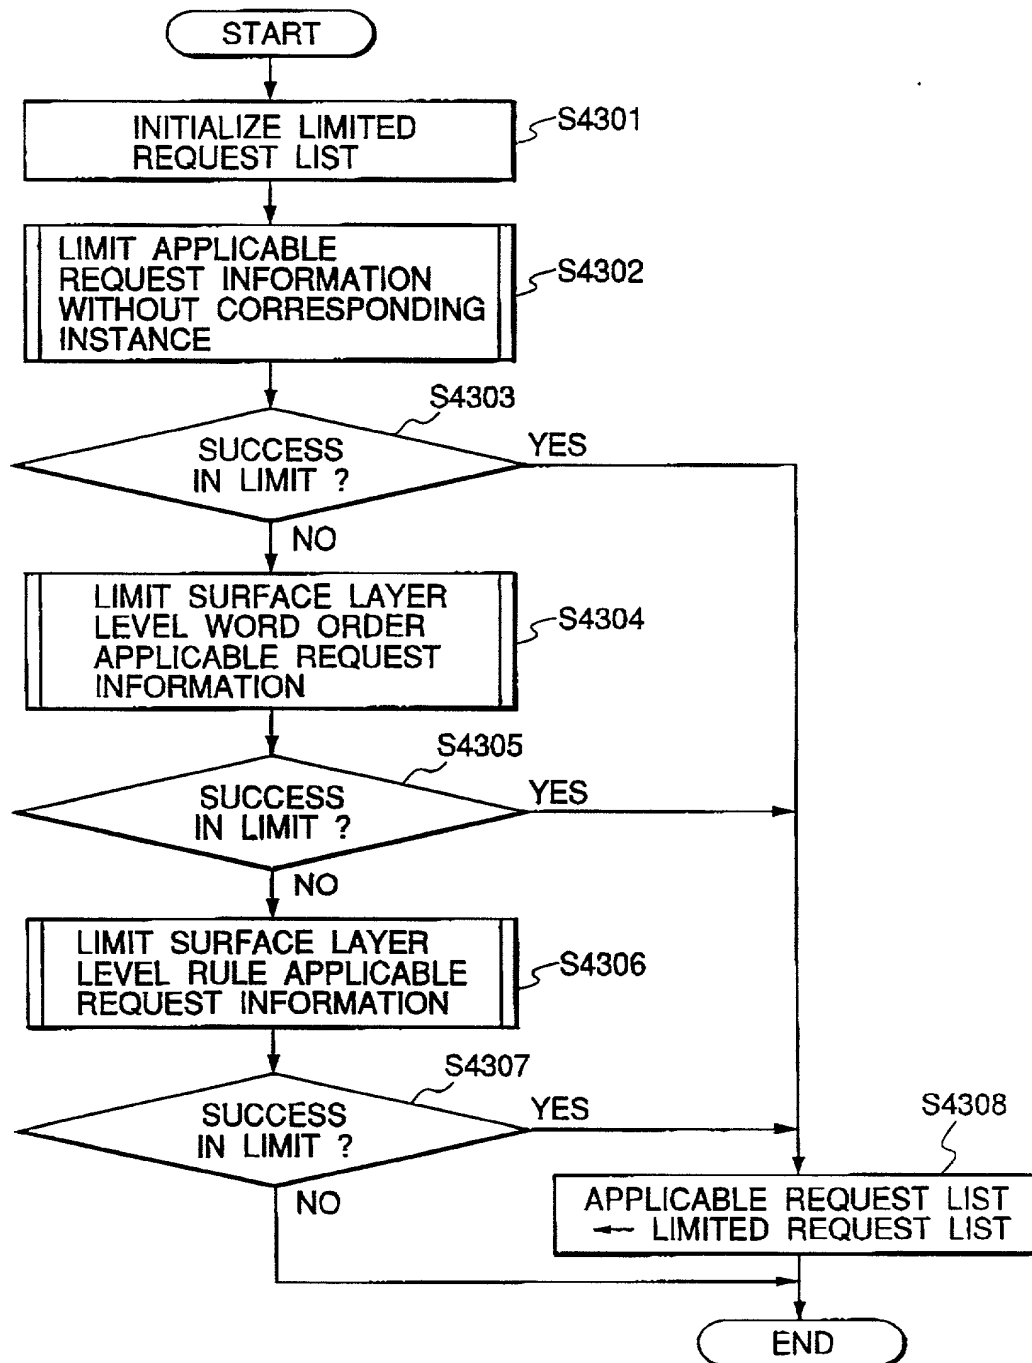 START
INITIALIZE LIMITED
REQUEST LIST
S4301
LIMIT APPLICABLE
REQUEST INFORMATION
WITHOUT CORRESPONDING
INSTANCE
S4302
S4303
SUCCESS
IN LIMIT ?
YES
NO
LIMIT SURFACE LAYER
LEVEL WORD ORDER
APPLICABLE REQUEST
INFORMATION
S4304
S4305
SUCCESS
IN LIMIT ?
YES
NO
LIMIT SURFACE LAYER
LEVEL RULE APPLICABLE
REQUEST INFORMATION
S4306
S4307
SUCCESS
IN LIMIT ?
YES
NO
S4308
APPLICABLE REQUEST LIST
← LIMITED REQUEST LIST
END